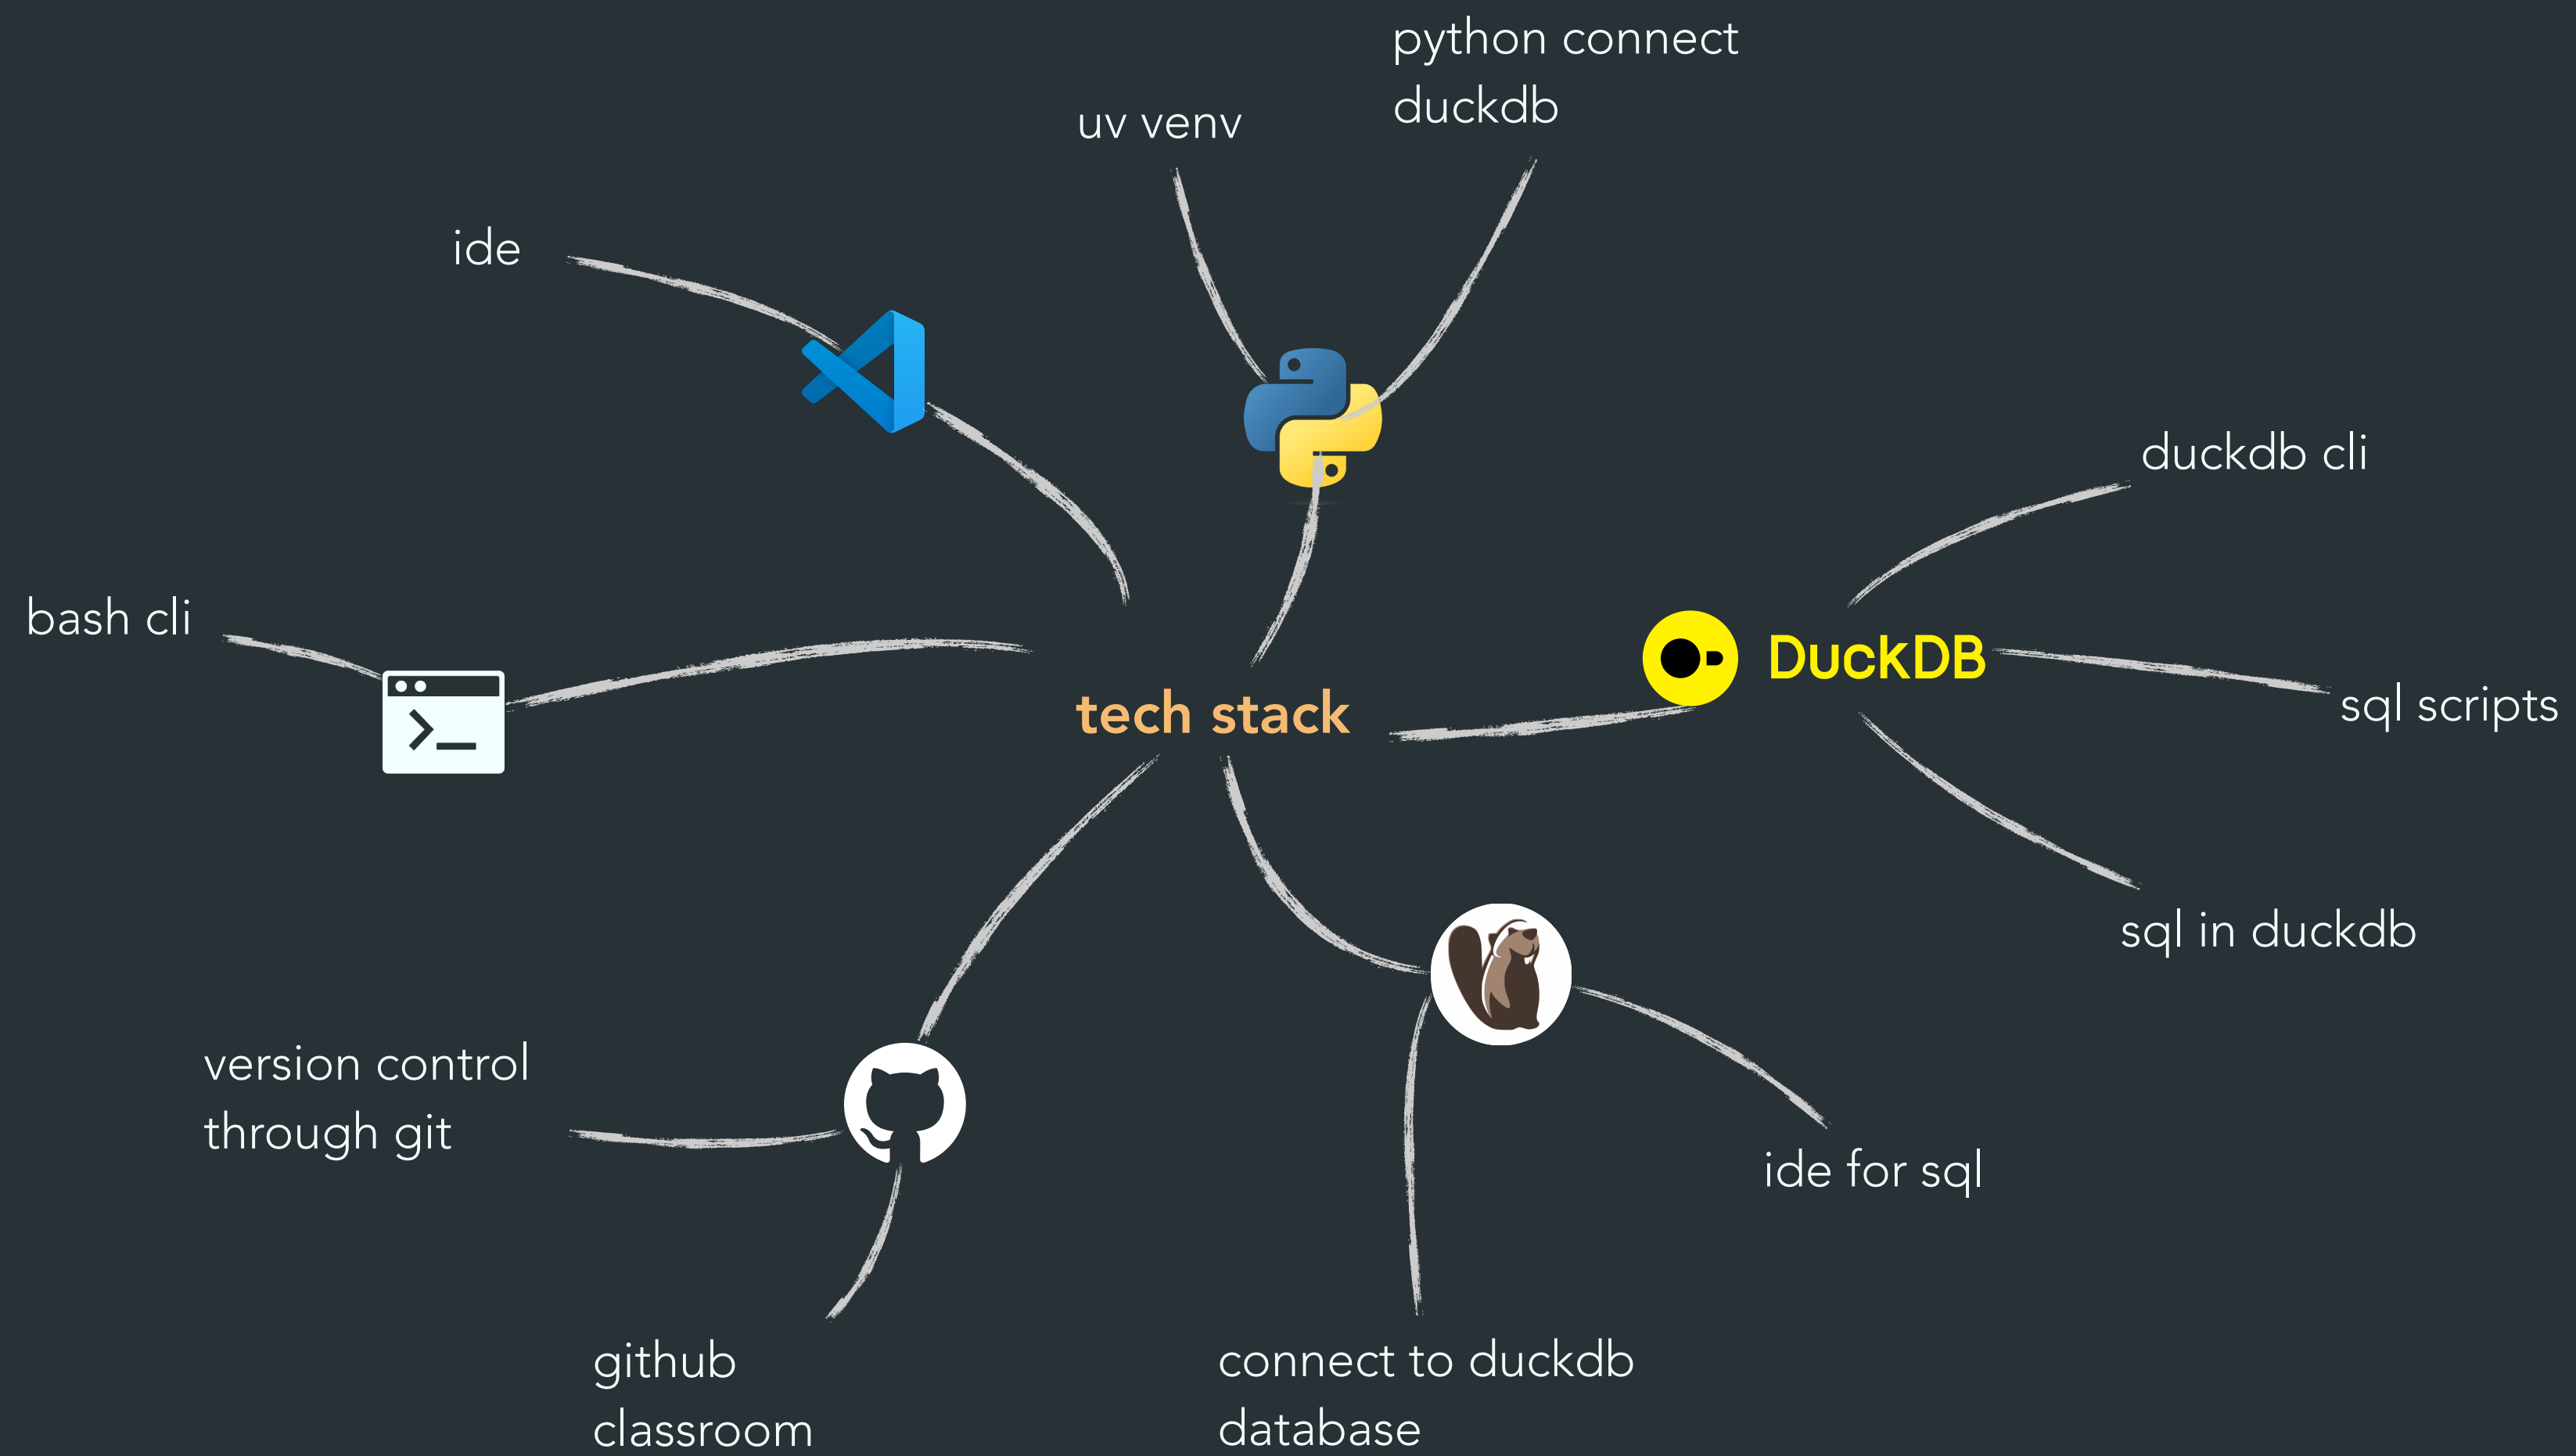 python connect
duckdb
uv venv
ide
duckdb cli
bash cli
DuckDB
tech stack
sql scripts
sql in duckdb
version control
through git
ide for sql
github
classroom
connect to duckdb
database